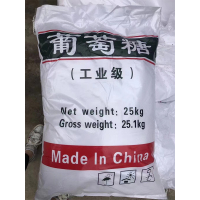 葡萄糖
(工业级)
Net weight: 25kg
Gross weight: 25.1kg
Made In China